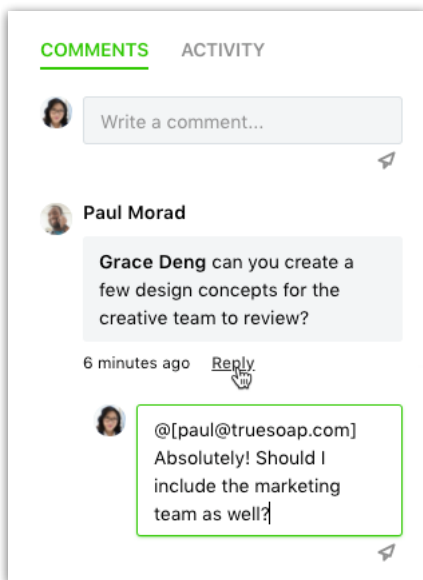 COMMENTS ACTIVITY
Write a comment...
Paul Morad
Grace Deng can you create a
few design concepts for the
creative team to review?
6 minutes ago Reply
@[paul@truesoap.com]
Absolutely! Should I
include the marketing
team as well?